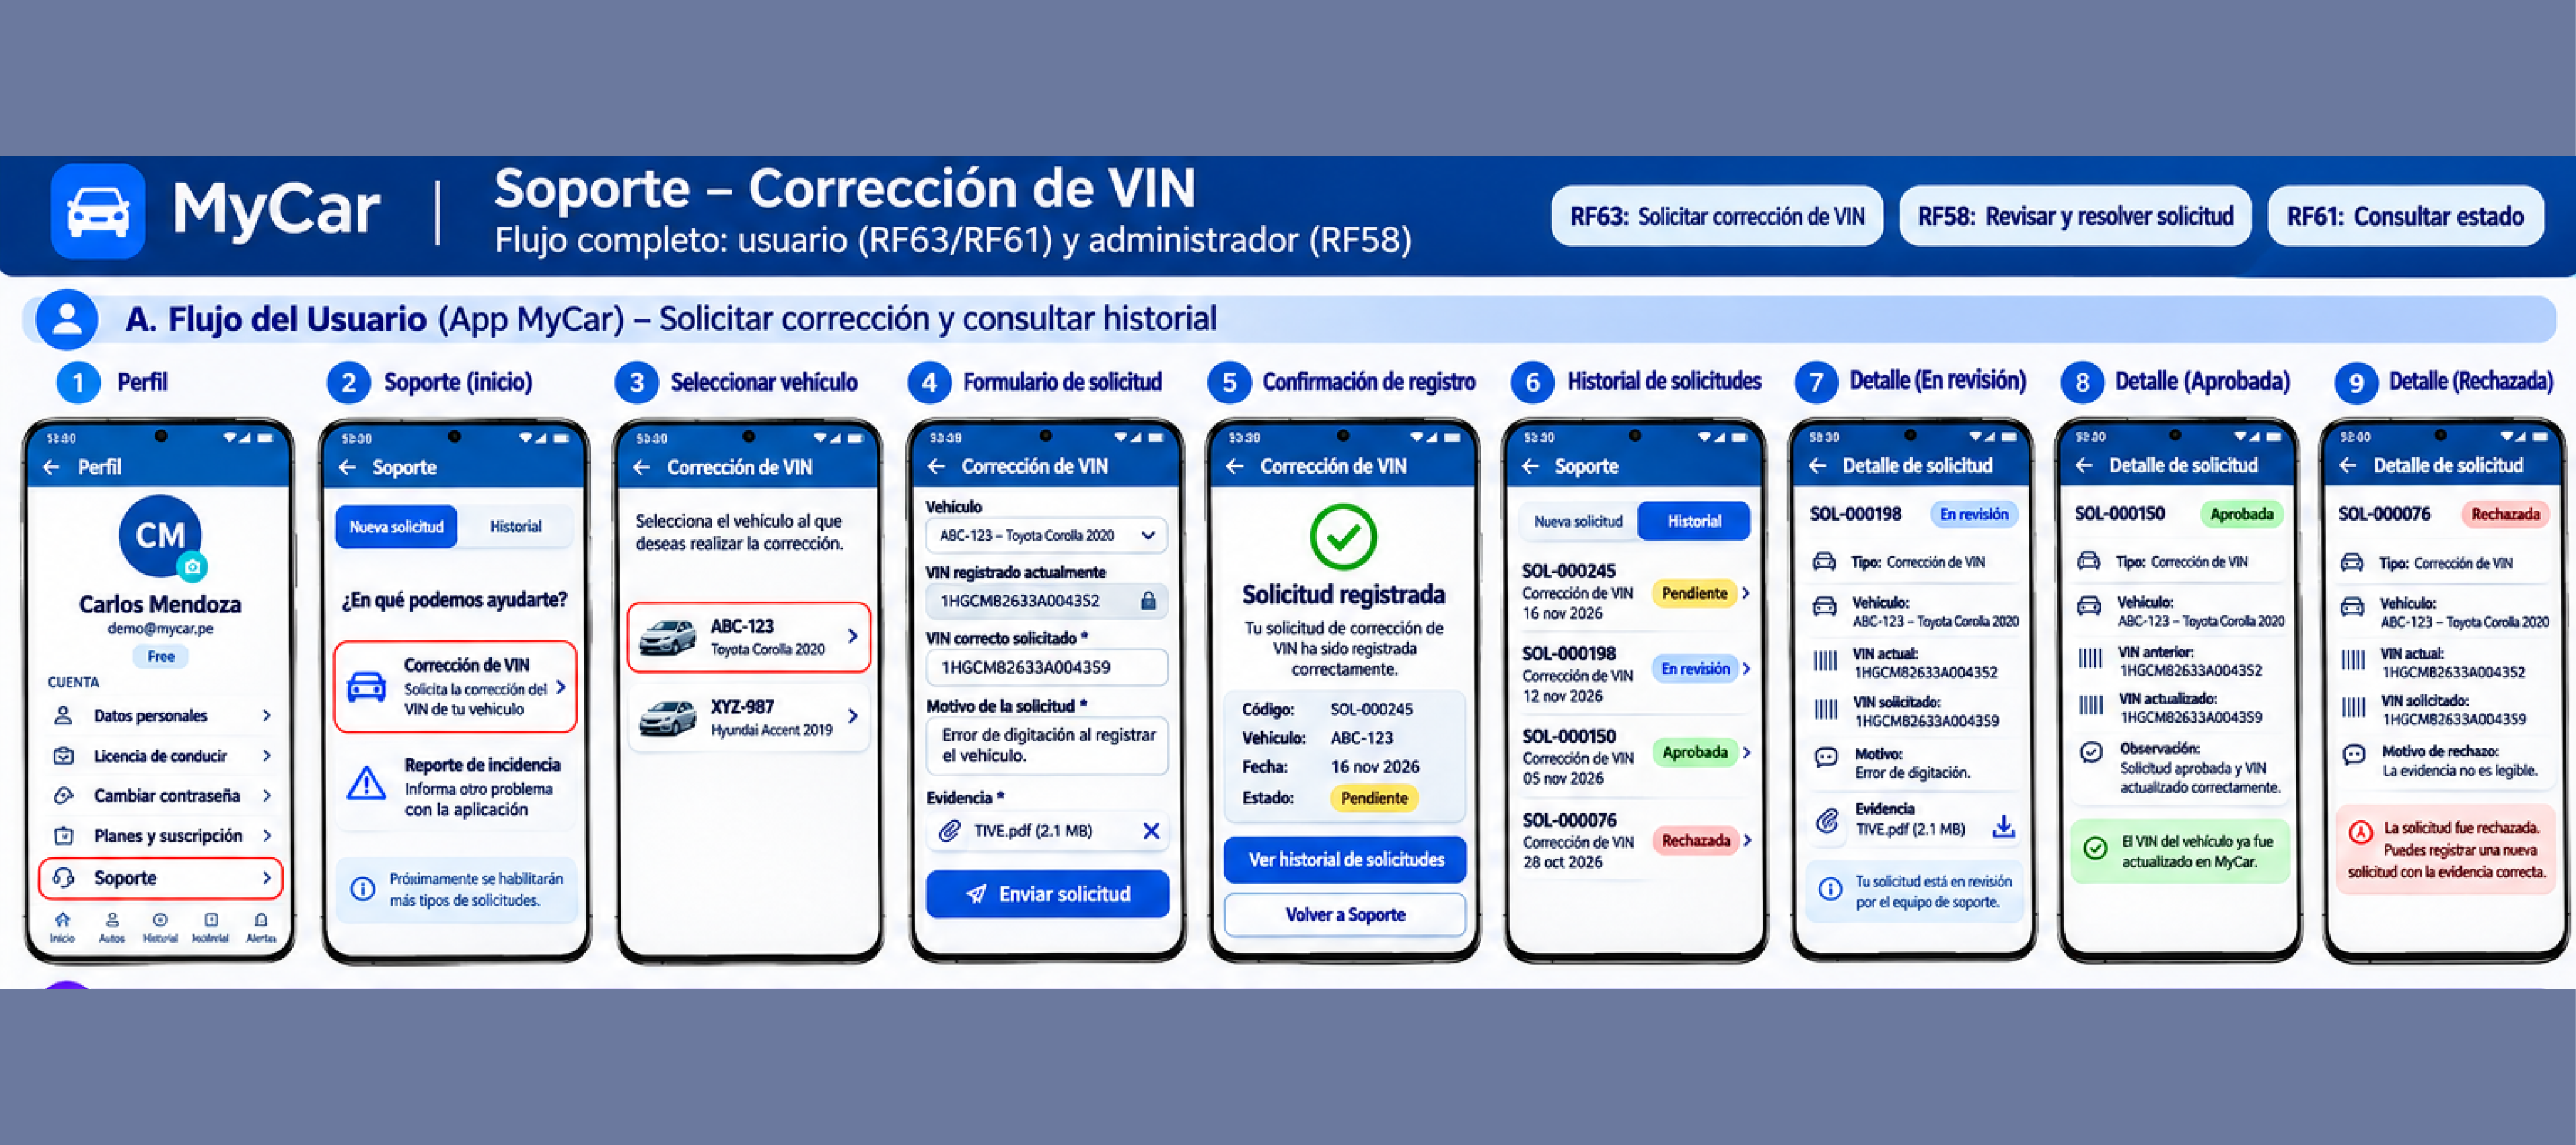 MyCar
Soporte – Corrección de VIN
Flujo completo: usuario (RF63/RF61) y administrador (RF58)
RF63: Solicitar corrección de VIN
RF58: Revisar y resolver solicitud
RF61: Consultar estado
A. Flujo del Usuario (App MyCar) – Solicitar corrección y consultar historial
1 Perfil
Perfil
CM
Carlos Mendoza
demo@mycar.pe
Free
CUENTA
Datos personales
Licencia de conducir
Cambiar contraseña
Planes y suscripción
Soporte
Inicio
Autos
2 Soporte (inicio)
Soporte
Nueva solicitud
Historial
¿En qué podemos ayudarte?
Corrección de VIN
Solicita la corrección del
VIN de tu vehiculo
Reporte de incidencia
Informa otro problema
con la aplicación
Próximamente se habilitarán
más tipos de solicitudes.
3 Seleccionar vehículo
Corrección de VIN
Selecciona el vehículo al que
deseas realizar la corrección.
ABC-123
Toyota Corolla 2020
XYZ-987
Hyundai Accent 2019
4 Formulario de solicitud
Corrección de VIN
Vehículo
ABC-123 – Toyota Corolla 2020
VIN registrado actualmente
1HGCM82633A004352
VIN correcto solicitado *
1HGCM82633A004359
Motivo de la solicitud *
Error de digitación al registrar
el vehículo.
Evidencia *
TIVE.pdf (2.1 MB)
Enviar solicitud
5 Confirmación de registro
Corrección de VIN
Solicitud registrada
Tu solicitud de corrección de
VIN ha sido registrada
correctamente.
Código: SOL-000245
Vehiculo: ABC-123
Fecha: 16 nov 2026
Estado: Pendiente
Ver historial de solicitudes
Volver a Soporte
6 Historial de solicitudes
Soporte
Nueva solicitud
Historial
SOL-000245
Corrección de VIN
16 nov 2026
Pendiente
SOL-000198
Corrección de VIN
12 nov 2026
En revisión
SOL-000150
Corrección de VIN
05 nov 2026
Aprobada
SOL-000076
Corrección de VIN
28 oct 2026
Rechazada
7 Detalle (En revisión)
Detalle de solicitud
SOL-000198
En revisión
Tipo: Corrección de VIN
Vehiculo:
ABC-123 – Toyota Corolla 2020
VIN actual:
1HGCM82633A004352
VIN solicitado:
1HGCM82633A004359
Motivo:
Error de digitación.
Evidencia
TIVE.pdf (2.1 MB)
Tu solicitud está en revisión
por el equipo de soporte.
8 Detalle (Aprobada)
Detalle de solicitud
SOL-000150
Aprobada
Tipo: Corrección de VIN
Vehiculo:
ABC-123 – Toyota Corolla 2020
VIN anterior:
1HGCM82633A004352
VIN actualizado:
1HGCM82633A004359
Observación:
Solicitud aprobada y VIN
actualizado correctamente.
El VIN del vehículo ya fue
actualizado en MyCar.
9 Detalle (Rechazada)
Detalle de solicitud
SOL-000076
Rechazada
Tipo: Corrección de VIN
Vehiculo:
ABC-123 – Toyota Corolla 2020
VIN actual:
1HGCM82633A004352
VIN solicitado:
1HGCM82633A004359
Motivo de rechazo:
La evidencia no es legible.
La solicitud fue rechazada.
Puedes registrar una nueva
solicitud con la evidencia correcta.